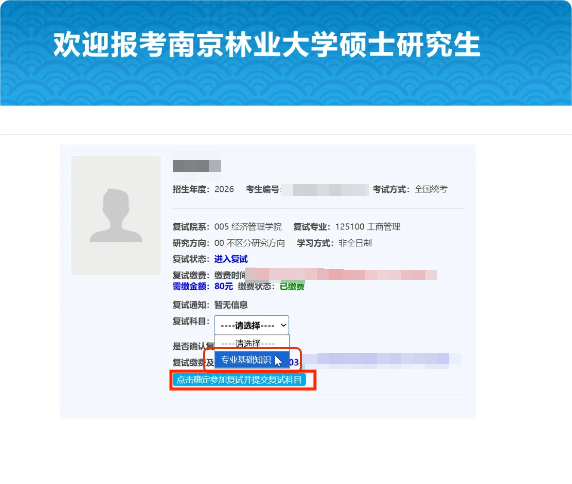 欢迎报考南京林业大学硕士研究生
招生年度：2026 考生编号 考试方式：全国统考
复试院系：005 经济管理学院 复试专业：125100 工商管理
研究方向：00 不区分研究方向 学习方式：非全日制
复试状态：进入复试
复试缴费：缴费时间
需缴金额：80元 缴费状态：已缴费
复试通知：暂无信息
复试科目：----请选择----
----请选择----
是否确认复
专业基础知识
复试缴费及 03
点击确定参加复试并提交复试科目